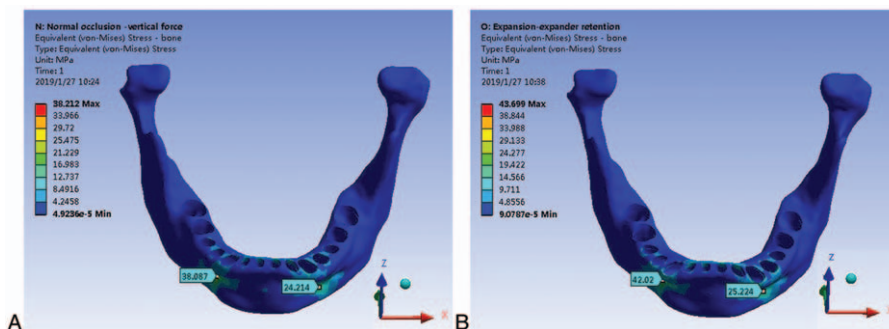 N: Normal occlusion -vertical force
Equivalent (von-Mises) Stress - bone
Type: Equivalent (von-Mises) Stress
Unit: MPa
Time: 1
2019/1/27 10:24
38.212 Max
33.966
29.72
25.475
21.229
16.983
12.737
8.4916
4.2458
4.9236e-5 Min
38.087
24.214
Z
X
A
O: Expansion-expander retention
Equivalent (von-Mises) Stress - bone
Type: Equivalent (von-Mises) Stress
Unit: MPa
Time: 1
2019/1/27 10:38
43.699 Max
38.844
33.988
29.133
24.277
19.422
14.566
9.711
4.8556
9.0787e-5 Min
42.02
25.224
Z
X
B